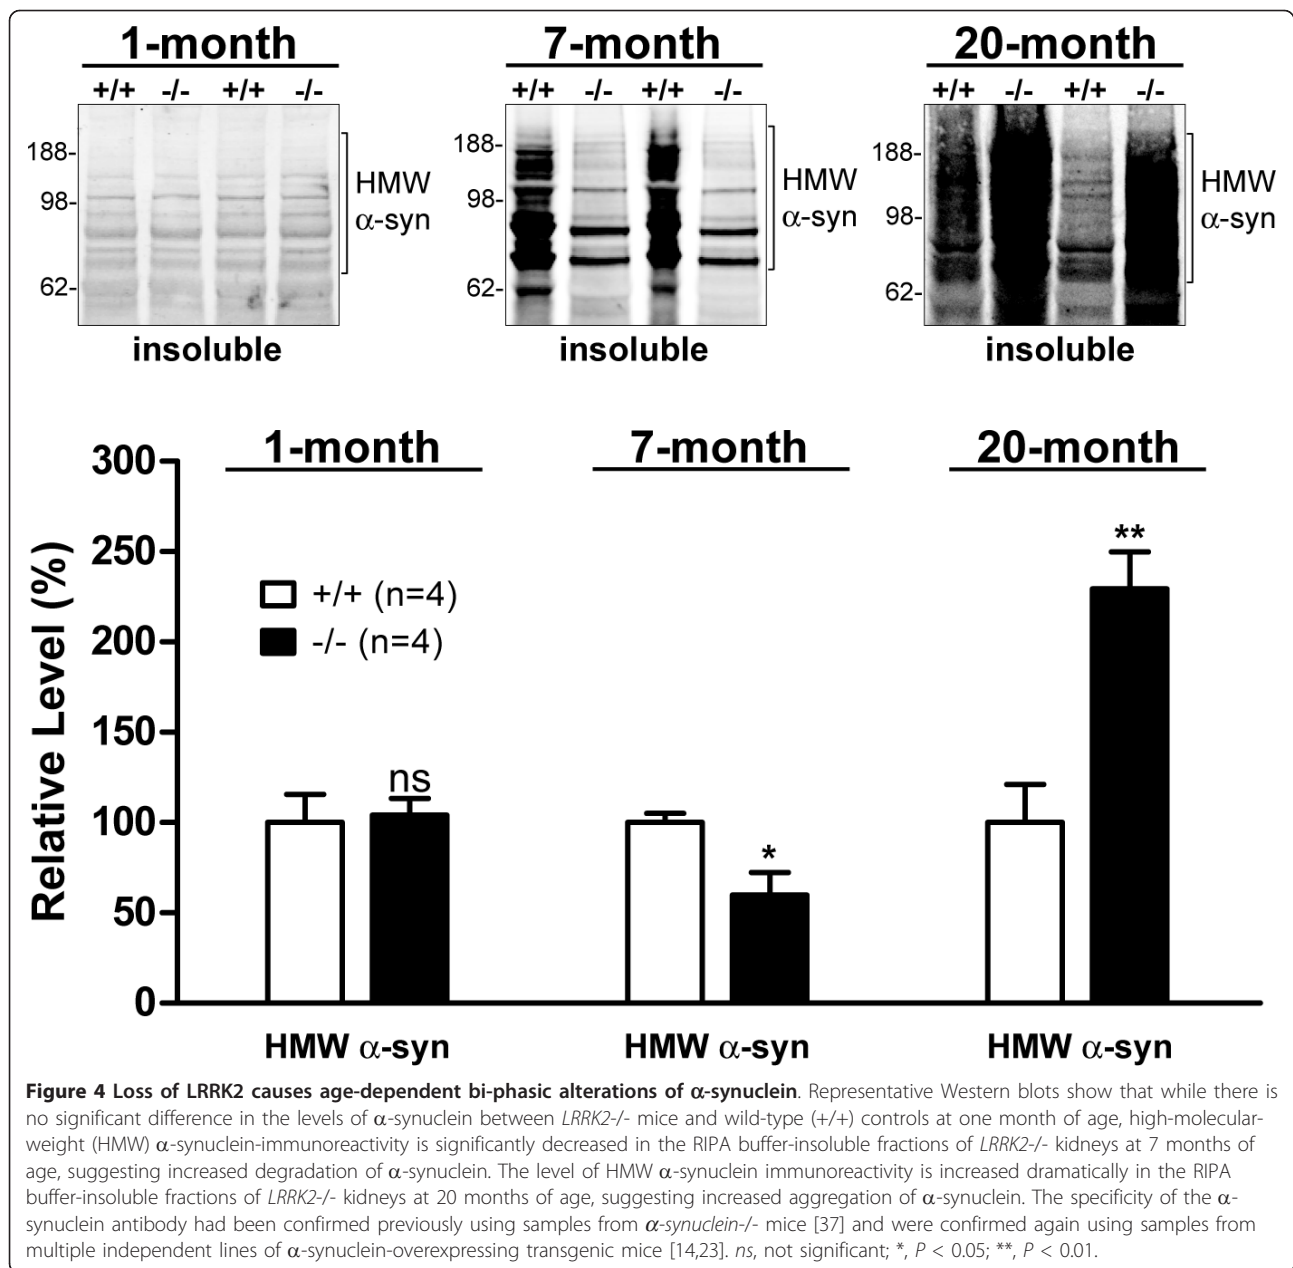 1-month 7-month 20-month
+/+ -/- +/+ -/- +/+ -/- +/+ -/- +/+ -/- +/+ -/-
188-
98-
62-
HMW
α-syn
insoluble
188-
98-
62-
HMW
α-syn
insoluble
188-
98-
62-
HMW
α-syn
insoluble
1-month 7-month 20-month
Relative Level (%)
300
250
200
150
100
50
0
+/+ (n=4)
-/- (n=4)
ns
*
**
HMW α-syn HMW α-syn HMW α-syn
Figure 4 Loss of LRRK2 causes age-dependent bi-phasic alterations of α-synuclein. Representative Western blots show that while there is
no significant difference in the levels of α-synuclein between LRRK2-/- mice and wild-type (+/+) controls at one month of age, high-molecular-
weight (HMW) α-synuclein-immunoreactivity is significantly decreased in the RIPA buffer-insoluble fractions of LRRK2-/- kidneys at 7 months of
age, suggesting increased degradation of α-synuclein. The level of HMW α-synuclein immunoreactivity is increased dramatically in the RIPA
buffer-insoluble fractions of LRRK2-/- kidneys at 20 months of age, suggesting increased aggregation of α-synuclein. The specificity of the α-
synuclein antibody had been confirmed previously using samples from α-synuclein-/- mice [37] and were confirmed again using samples from
multiple independent lines of α-synuclein-overexpressing transgenic mice [14,23]. ns, not significant; *, P < 0.05; **, P < 0.01.